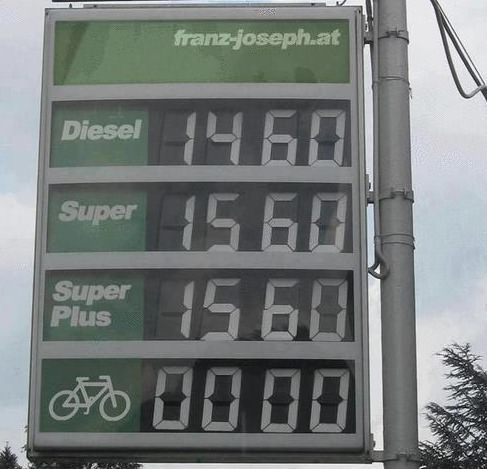 franz-joseph.at
Diesel 1460
Super 1560
Super
Plus 1560
0000